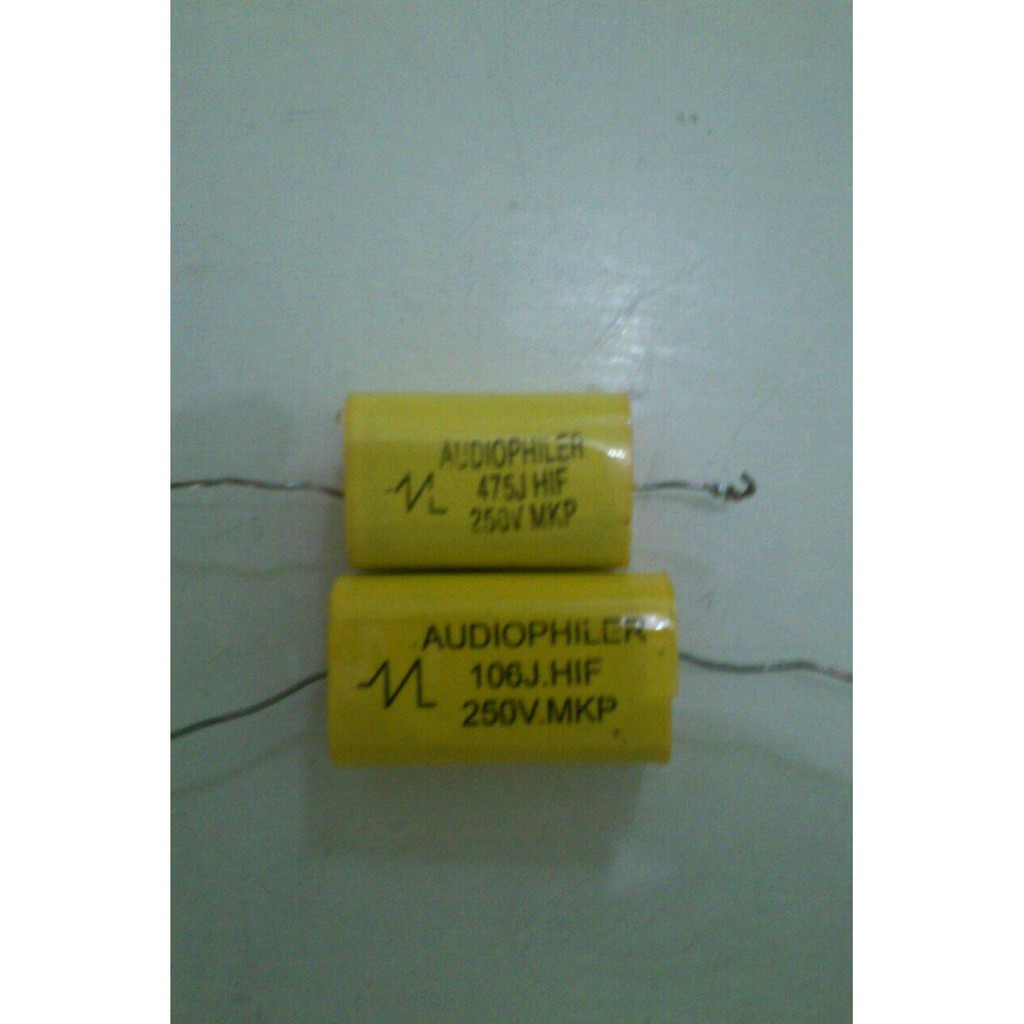 AUDIOPHILER
475J HIF
250V MKP
AUDIOPHILER
106J.HIF
250V.MKP